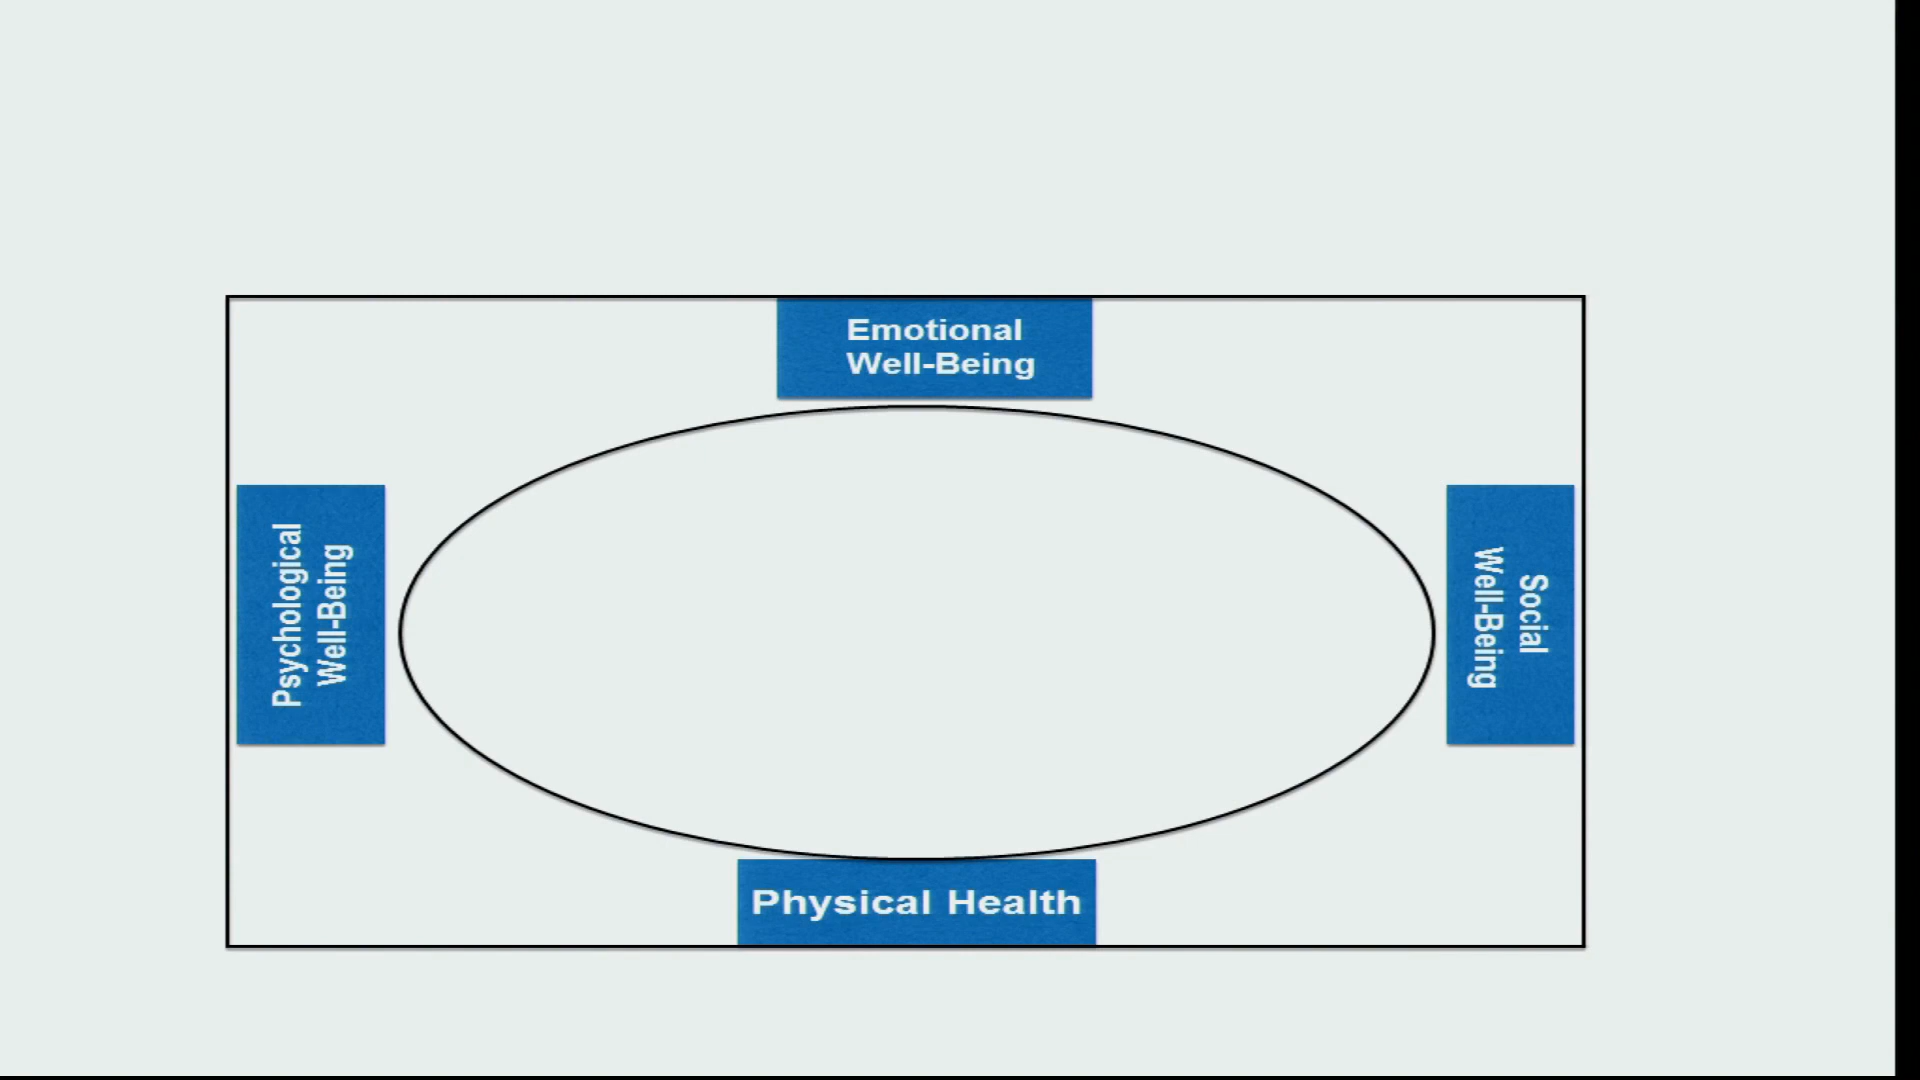 Emotional
Well-Being
Psychological
Well-Being
Social
Well-Being
Physical Health